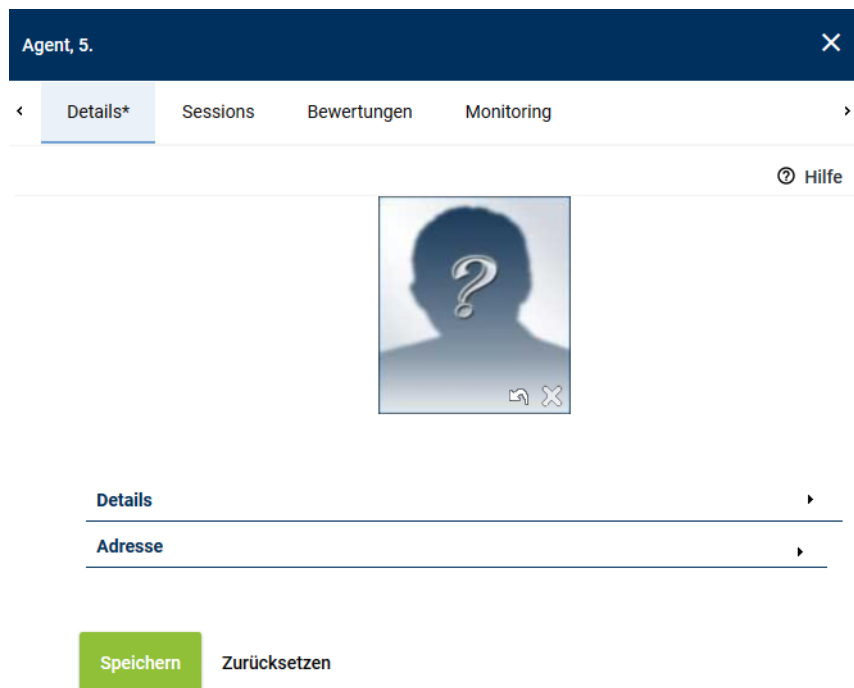 Agent, 5.
Details* Sessions Bewertungen Monitoring
Hilfe
?
Details
Adresse
Speichern Zurücksetzen